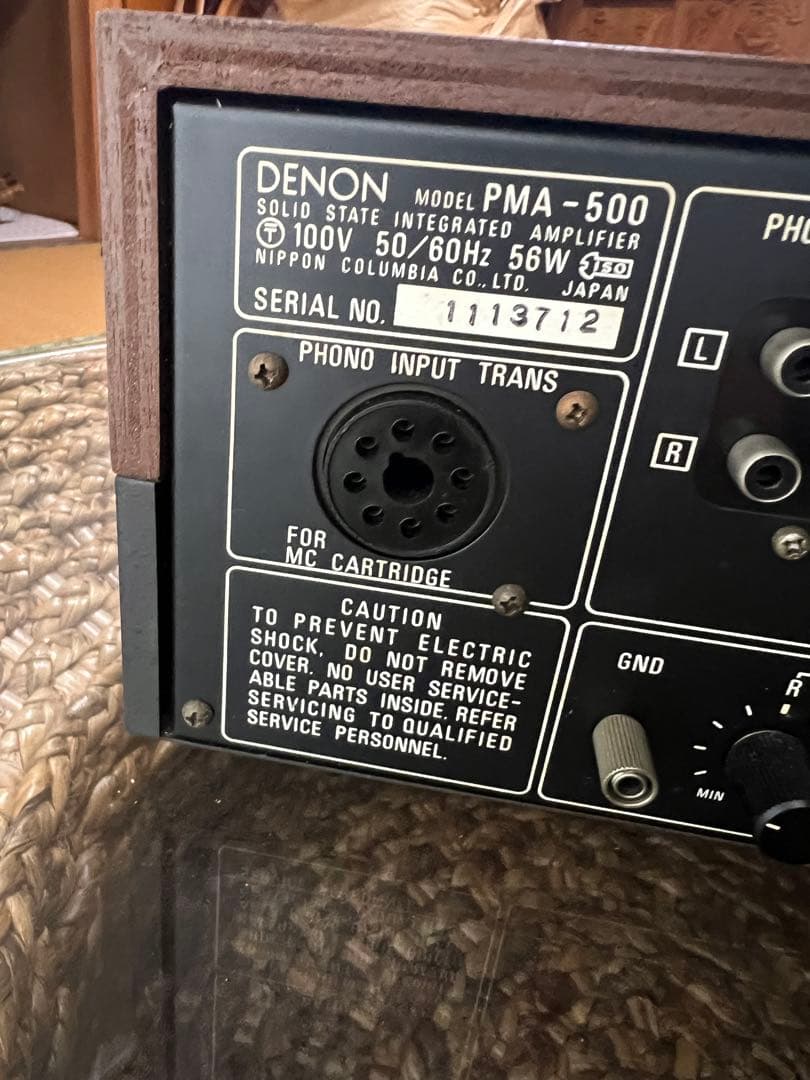 DENON MODEL PMA-500
SOLID STATE INTEGRATED AMPLIFIER
〒 100V 50/60Hz 56W ISO
NIPPON COLUMBIA CO., LTD. JAPAN
SERIAL NO. 1113712
PHONO INPUT TRANS
FOR
MC CARTRIDGE
CAUTION
TO PREVENT ELECTRIC
SHOCK, DO NOT REMOVE
COVER. NO USER SERVICE-
ABLE PARTS INSIDE. REFER
SERVICING TO QUALIFIED
SERVICE PERSONNEL.
PHO
L
R
GND
R
MIN